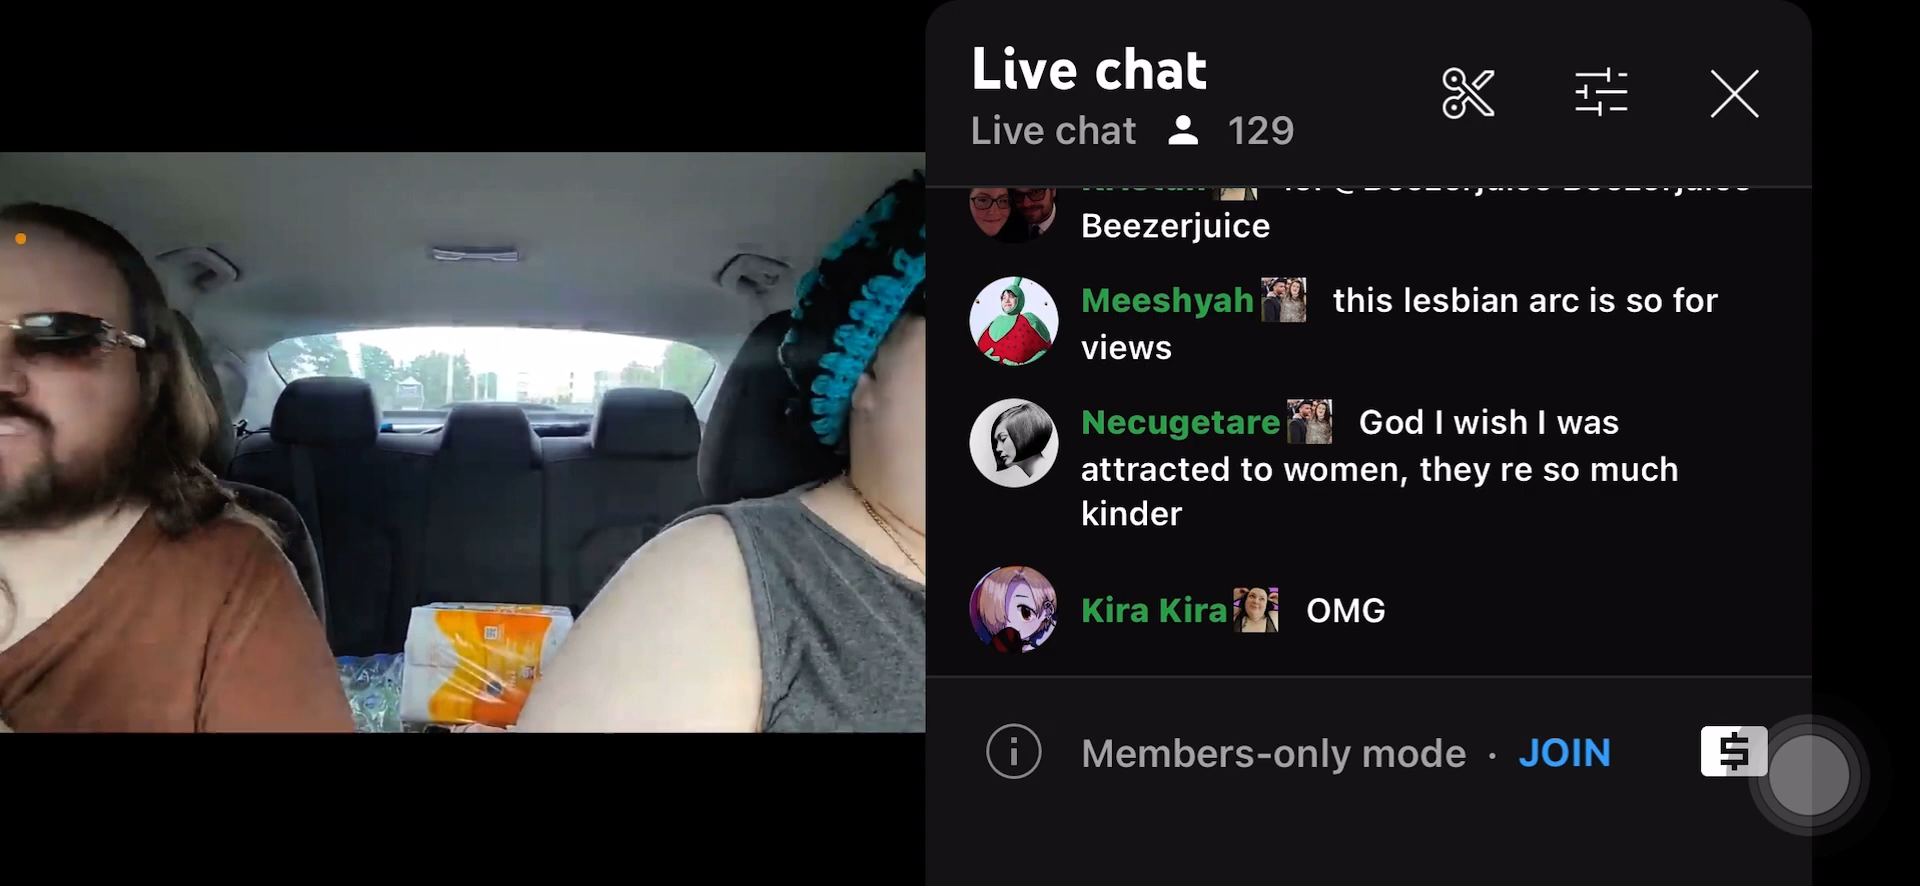 Live chat
Live chat 129
Beezerjuice
Meeshyah this lesbian arc is so for
views
Necugetare God I wish I was
attracted to women, they re so much
kinder
Kira Kira OMG
Members-only mode · JOIN